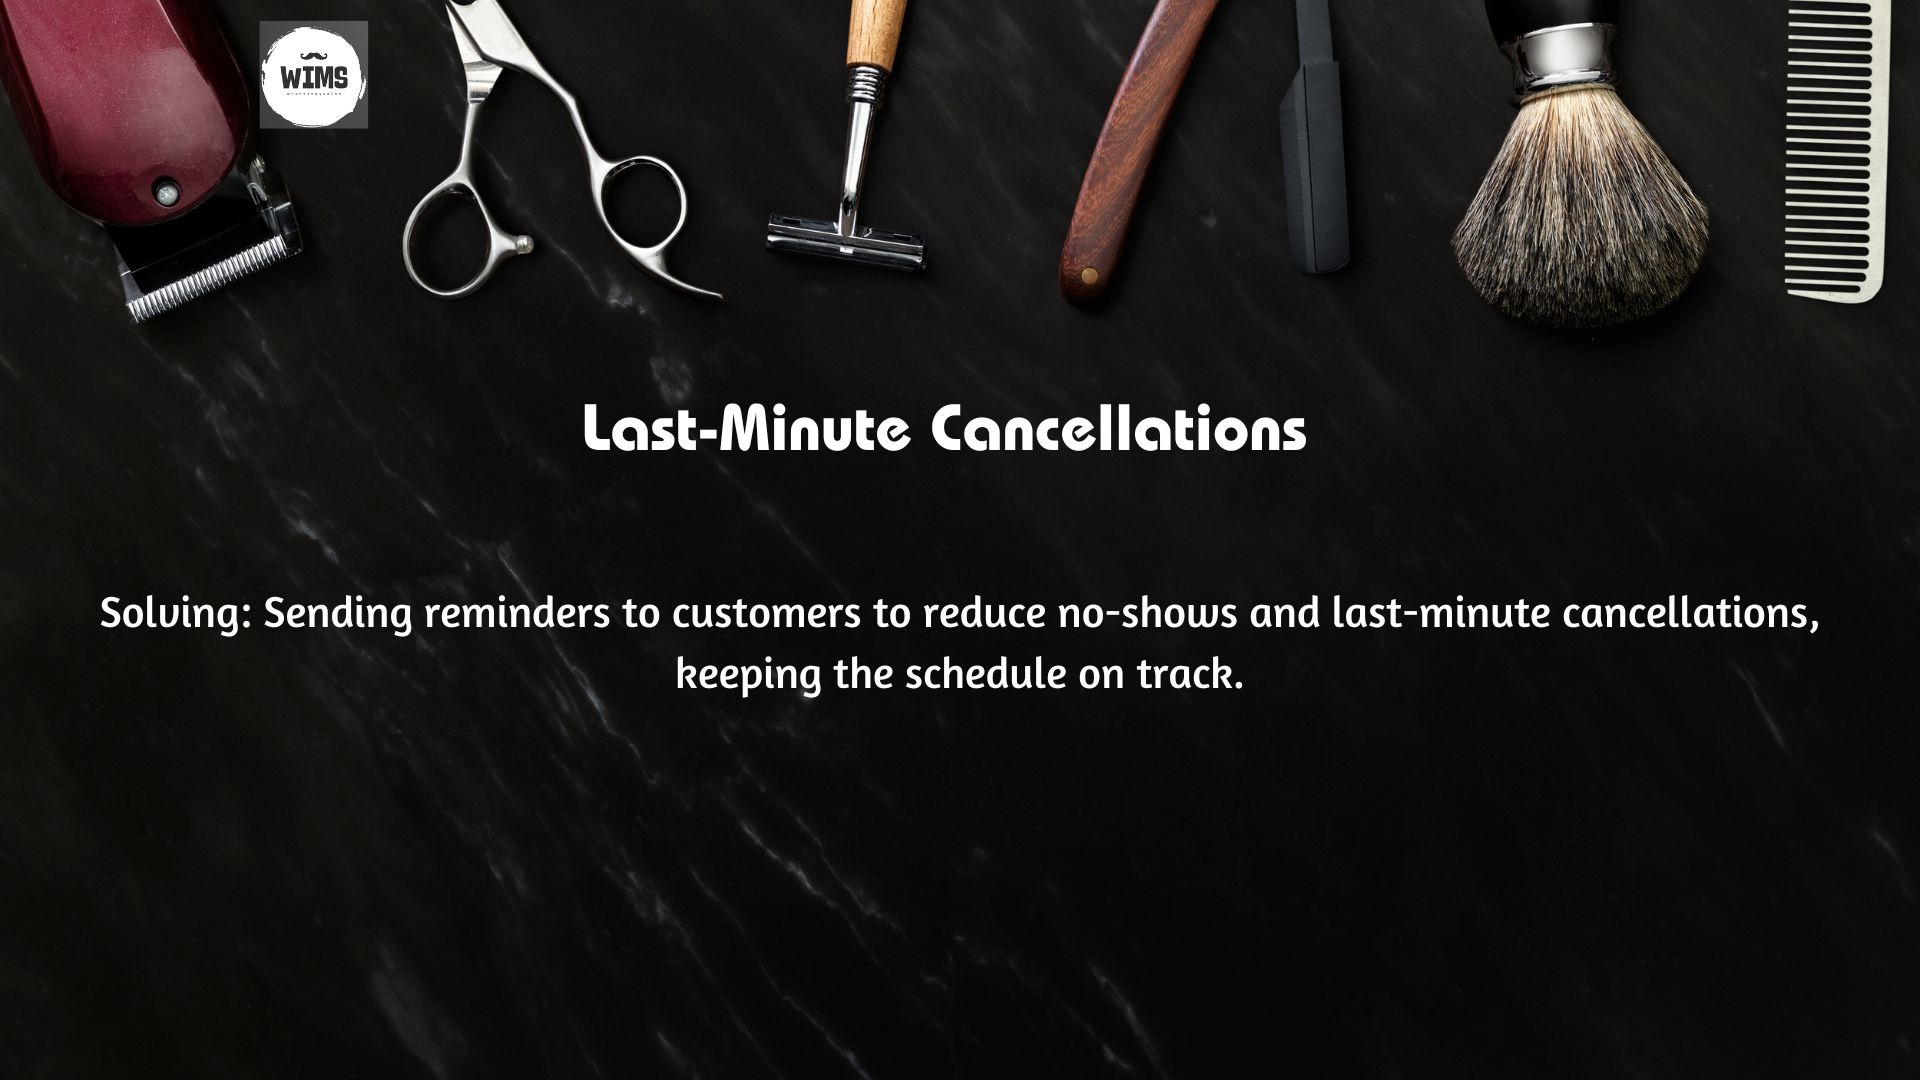 WIMS
Last-Minute Cancellations
Solving: Sending reminders to customers to reduce no-shows and last-minute cancellations,
keeping the schedule on track.